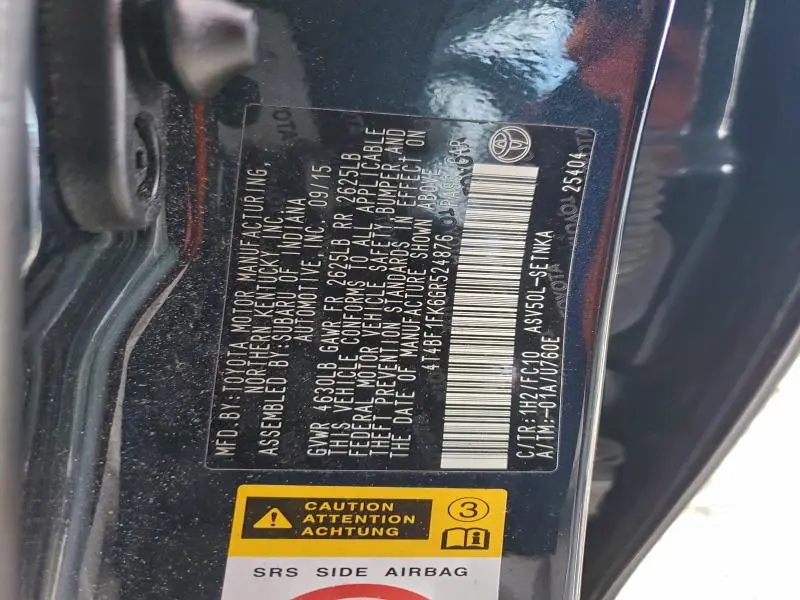 MFD. BY: TOYOTA MOTOR MANUFACTURING,
NORTHERN KENTUCKY, INC.
ASSEMBLED BY: SUBARU OF INDIANA
AUTOMOTIVE, INC. 09/15
GVWR 4630LB GAWR FR 2625LB RR 2625LB
THIS VEHICLE CONFORMS TO ALL APPLICABLE
FEDERAL MOTOR VEHICLE SAFETY, BUMPER, AND
THEFT PREVENTION STANDARDS IN EFFECT ON
THE DATE OF MANUFACTURE SHOWN ABOVE.
4T4BF1FK6GR524876 PASSENGER CAR
C/TR:1H2/FC10 ASV50L-SETNKA
A/TM:-01A/U760E 25404
CAUTION
ATTENTION
ACHTUNG
3
i
SRS SIDE AIRBAG